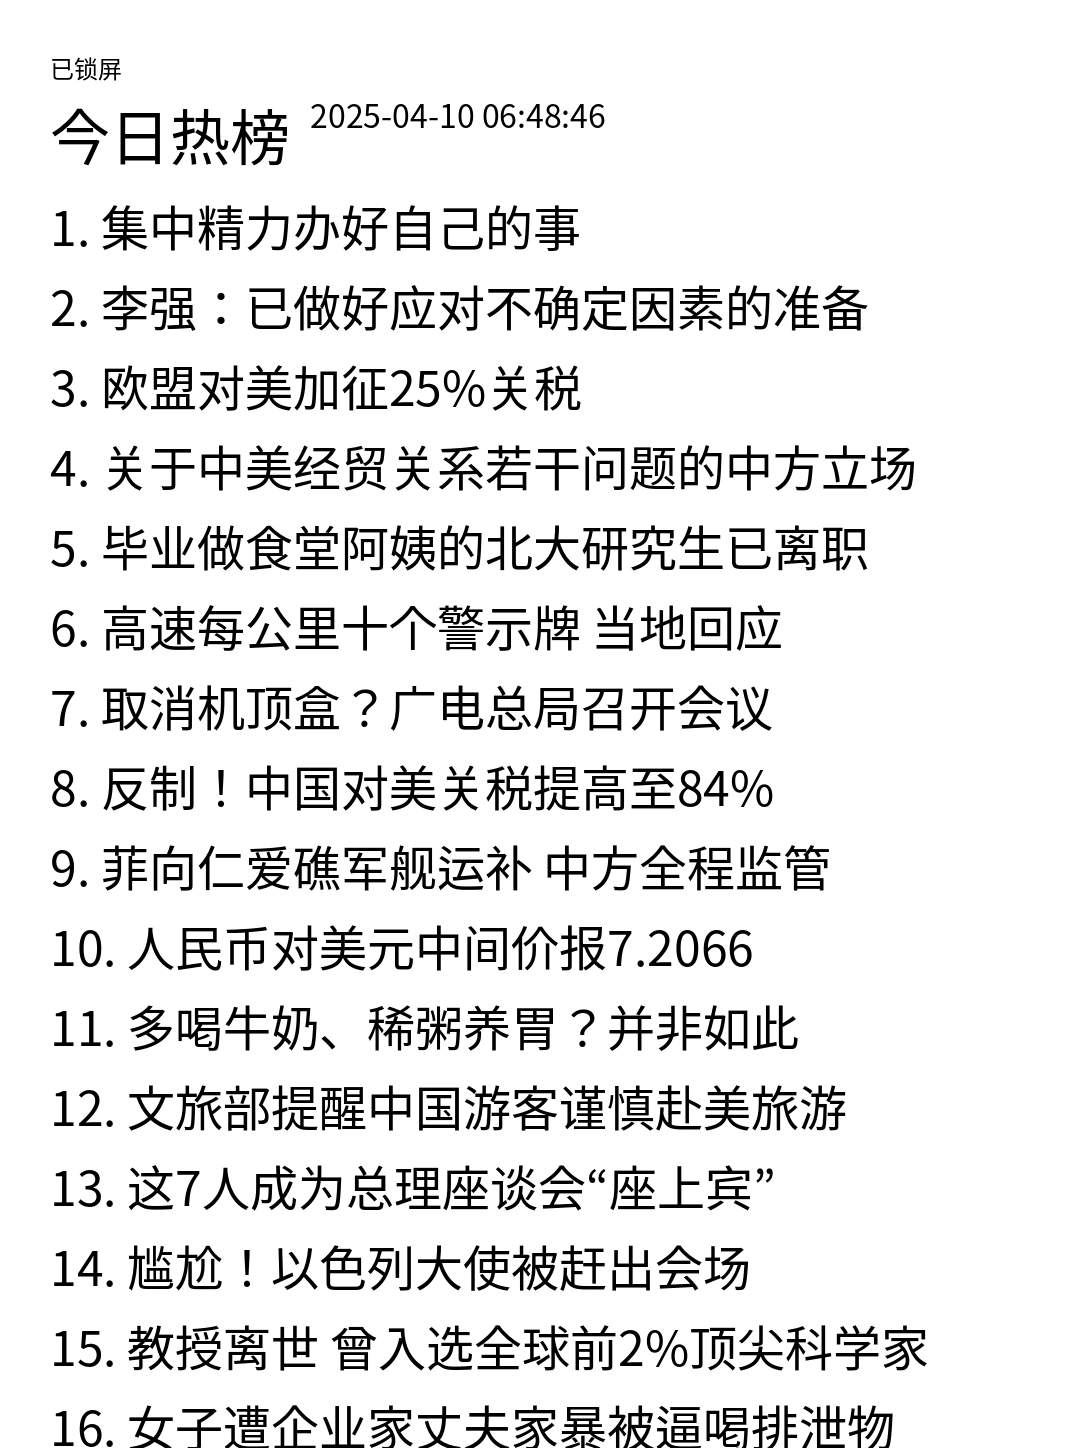 已锁屏
今日热榜 2025-04-10 06:48:46
1. 集中精力办好自己的事
2. 李强：已做好应对不确定因素的准备
3. 欧盟对美加征25%关税
4. 关于中美经贸关系若干问题的中方立场
5. 毕业做食堂阿姨的北大研究生已离职
6. 高速每公里十个警示牌 当地回应
7. 取消机顶盒？广电总局召开会议
8. 反制！中国对美关税提高至84%
9. 菲向仁爱礁军舰运补 中方全程监管
10. 人民币对美元中间价报7.2066
11. 多喝牛奶、稀粥养胃？并非如此
12. 文旅部提醒中国游客谨慎赴美旅游
13. 这7人成为总理座谈会“座上宾”
14. 尴尬！以色列大使被赶出会场
15. 教授离世 曾入选全球前2%顶尖科学家
16. 女子遭企业家丈夫家暴被逼喝排泄物